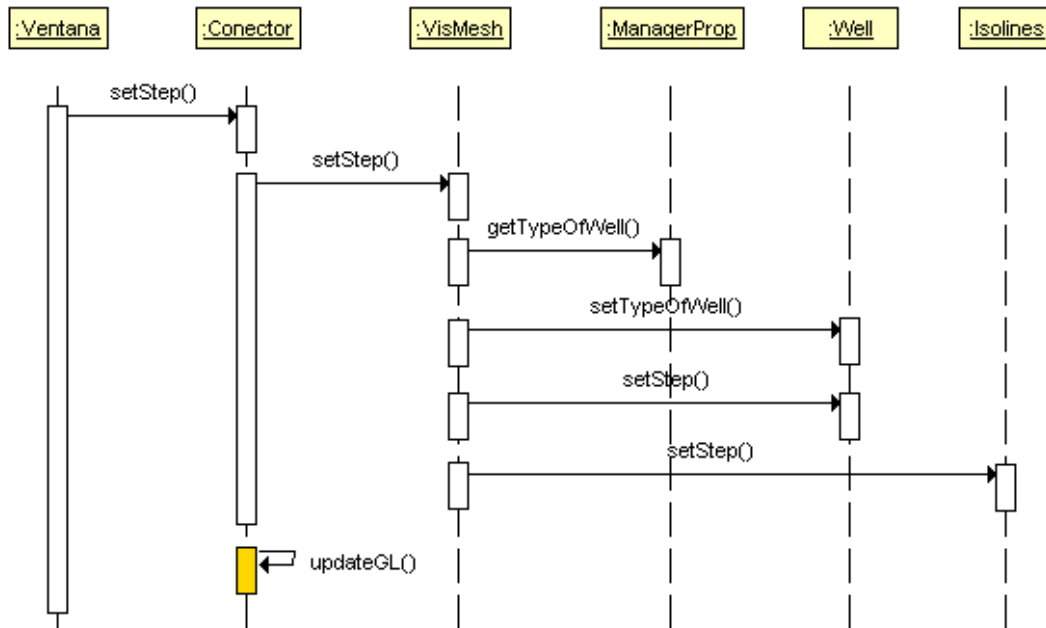 :Ventana
:Conector
:VisMesh
:ManagerProp
:Well
:Isolines
setStep()
setStep()
getTypeOfWell()
setTypeOfWell()
setStep()
setStep()
updateGL()